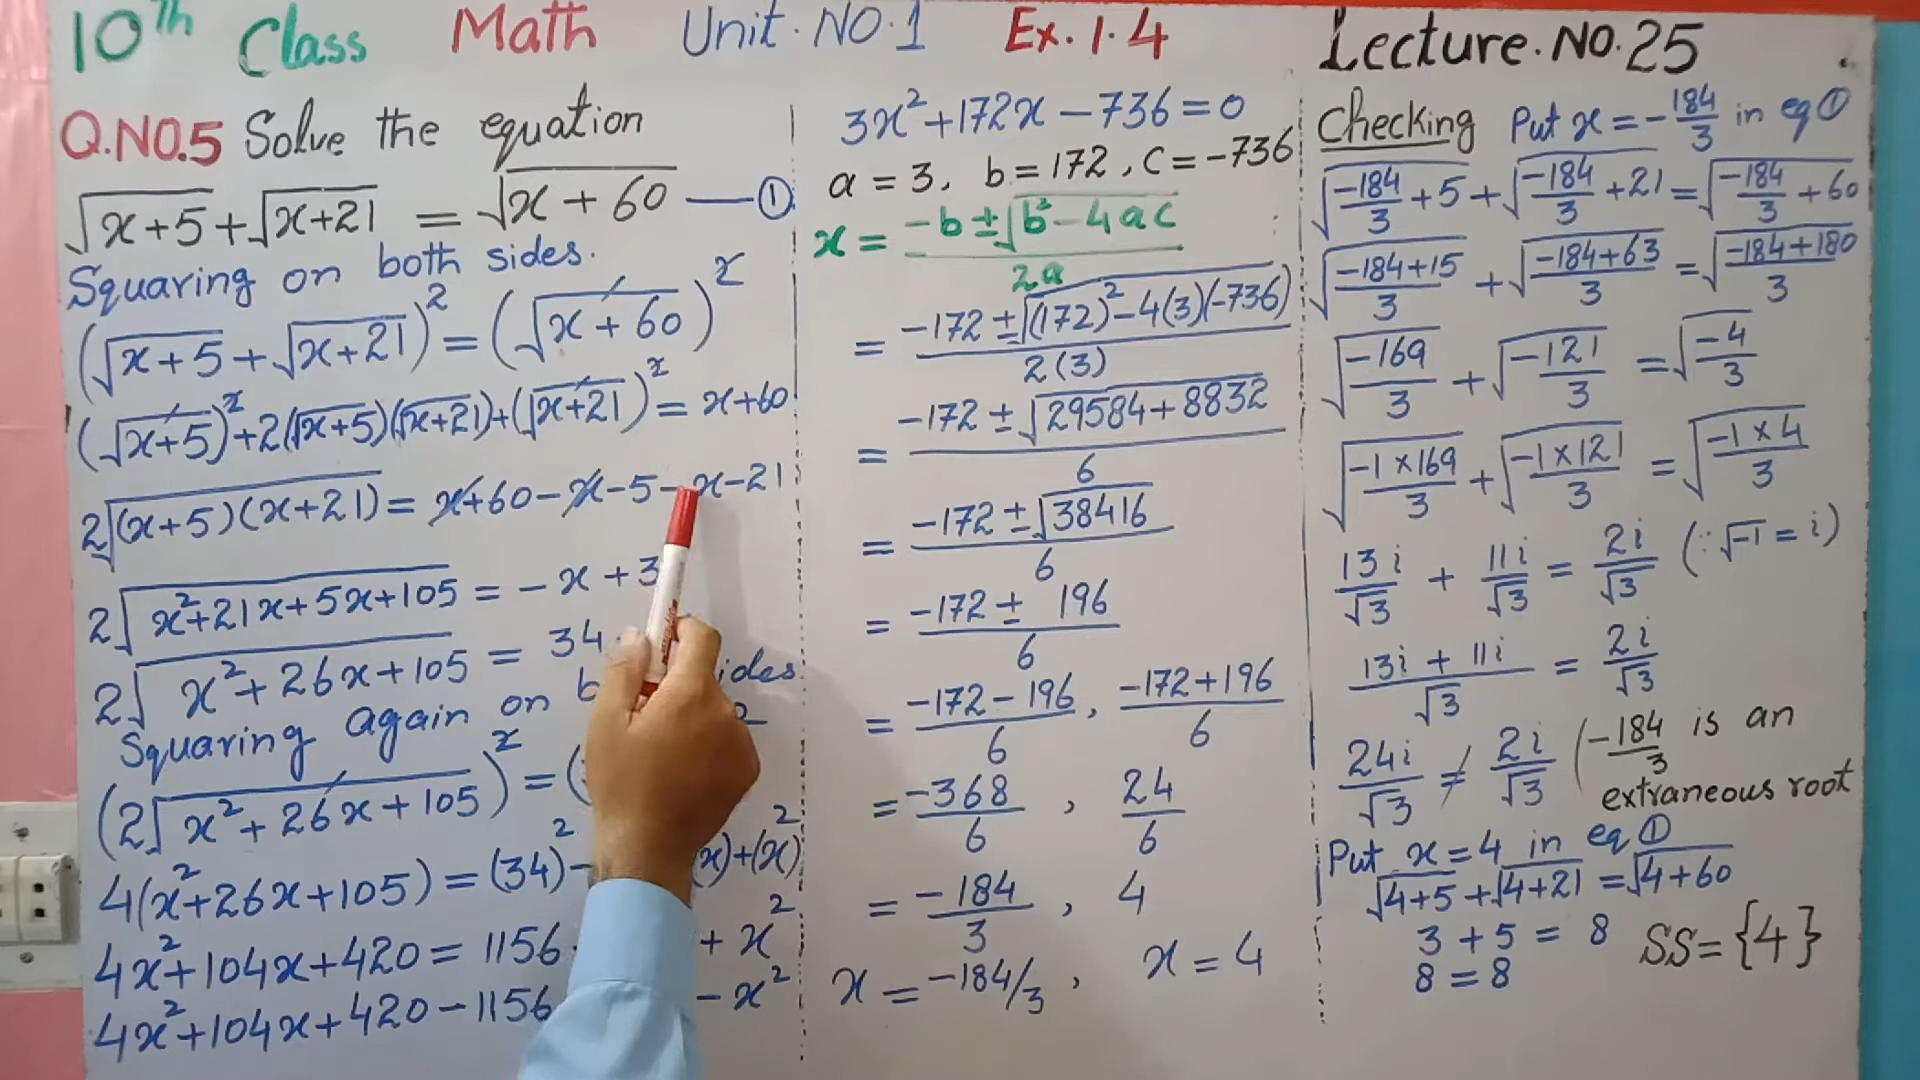 10th Class Math Unit. NO. 1 Ex. 1.4 Lecture. NO. 25
Q.NO.5 Solve the equation
√(x+5) + √(x+21) = √(x+60) —①
Squaring on both sides.
(√(x+5) + √(x+21))² = (√(x+60))²
(√(x+5))² + 2(√(x+5))(√(x+21)) + (√(x+21))² = x+60
2√((x+5)(x+21)) = x+60-x-5-x-21
2√(x²+21x+5x+105) = -x+3
2√(x²+26x+105) = 34
Squaring again on b ides
(2√(x²+26x+105))² = (
4(x²+26x+105) = (34)²- x)+(x)²
4x²+104x+420 = 1156 + x²
4x²+104x+420-1156 -x²
3x²+172x-736=0
a = 3, b = 172, C = -736
x = (-b ± √(b²-4ac))/2a
= (-172 ± √((172)²-4(3)(-736)))/2(3)
= (-172 ± √(29584+8832))/6
= (-172 ± √38416)/6
= (-172 ± 196)/6
= (-172-196)/6 , (-172+196)/6
= -368/6 , 24/6
= -184/3 , 4
x = -184/3 , x = 4
Checking Put x = -184/3 in eq ①
√(-184/3 + 5) + √(-184/3 + 21) = √(-184/3 + 60)
√((-184+15)/3) + √((-184+63)/3) = √((-184+180)/3)
√(-169/3) + √(-121/3) = √(-4/3)
√((-1×169)/3) + √((-1×121)/3) = √((-1×4)/3)
13i/√3 + 11i/√3 = 2i/√3 (∵√-1 = i)
(13i + 11i)/√3 = 2i/√3
24i/√3 ≠ 2i/√3 (-184/3 is an
extraneous root
Put x=4 in eq ①
√(4+5) + √(4+21) = √(4+60)
3 + 5 = 8
8 = 8 SS = {4}